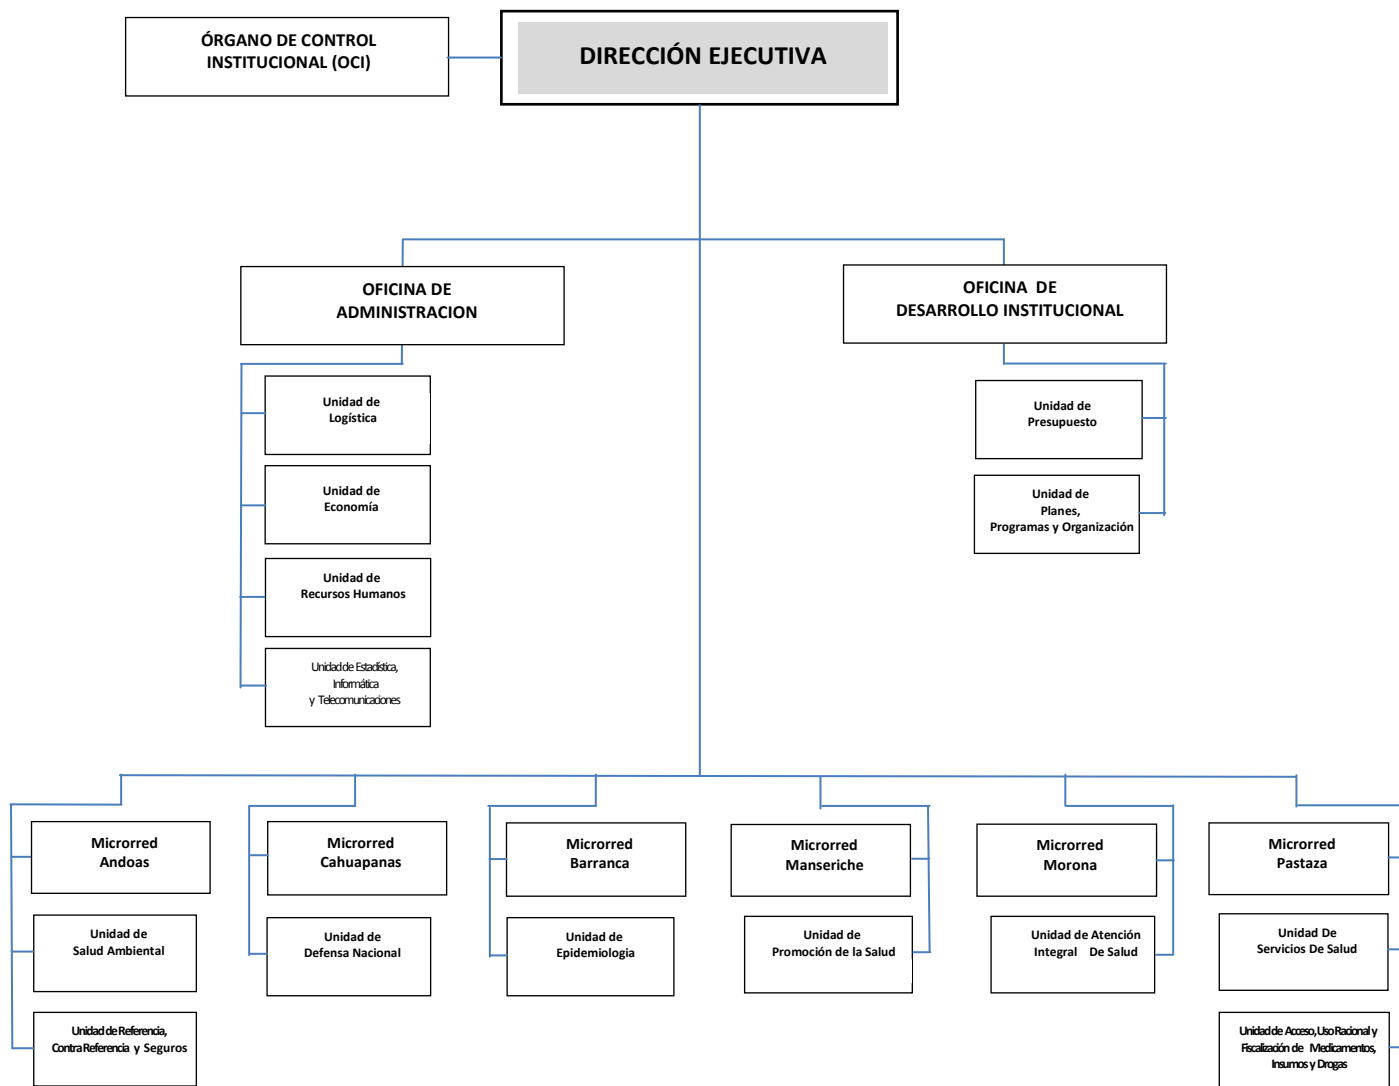 ÓRGANO DE CONTROL
INSTITUCIONAL (OCI)
DIRECCIÓN EJECUTIVA
OFICINA DE
ADMINISTRACION
OFICINA DE
DESARROLLO INSTITUCIONAL
Unidad de
Logística
Unidad de
Economía
Unidad de
Recursos Humanos
Unidad de Estadística,
Informática
y Telecomunicaciones
Unidad de
Presupuesto
Unidad de
Planes,
Programas y Organización
Microrred
Andoas
Microrred
Cahuapanas
Microrred
Barranca
Microrred
Manseriche
Microrred
Morona
Microrred
Pastaza
Unidad de
Salud Ambiental
Unidad de
Defensa Nacional
Unidad de
Epidemiologia
Unidad de
Promoción de la Salud
Unidad de Atención
Integral De Salud
Unidad De
Servicios De Salud
Unidad de Referencia,
Contra Referencia y Seguros
Unidad de Acceso, Uso Racional y
Fiscalización de Medicamentos,
Insumos y Drogas